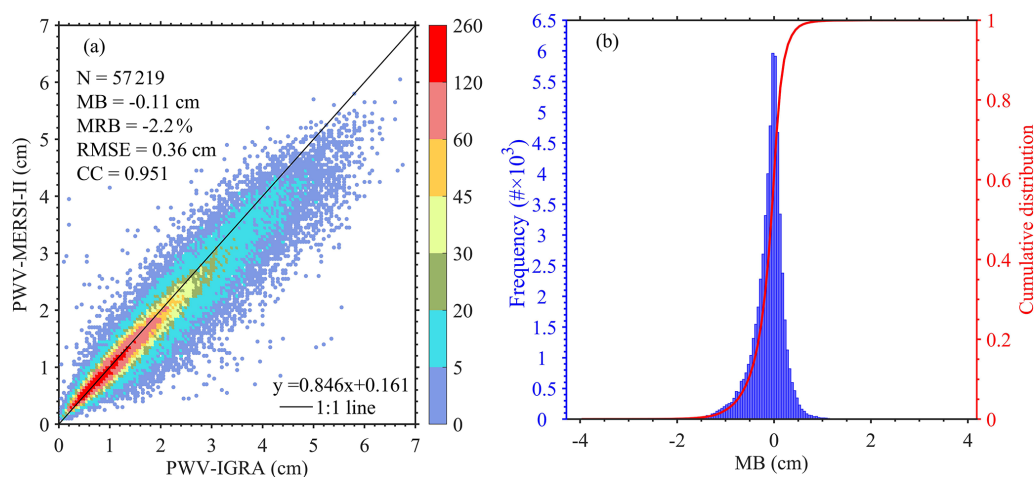 (a)
N = 57219
MB = -0.11 cm
MRB = -2.2%
RMSE = 0.36 cm
CC = 0.951
y =0.846x+0.161
1:1 line
7
6
5
4
3
2
1
0
PWV-MERSI-II (cm)
0 1 2 3 4 5 6 7
PWV-IGRA (cm)
260
120
60
45
30
20
5
0
(b)
6.5
6
5.5
5
4.5
4
3.5
3
2.5
2
1.5
1
0.5
0
Frequency (#×10³)
-4 -2 0 2 4
MB (cm)
1
0.8
0.6
0.4
0.2
0
Cumulative distribution